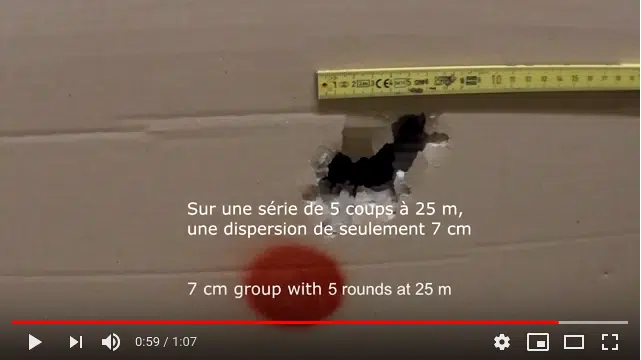 10
Sur une série de 5 coups à 25 m,
une dispersion de seulement 7 cm
7 cm group with 5 rounds at 25 m
0:59 / 1:07